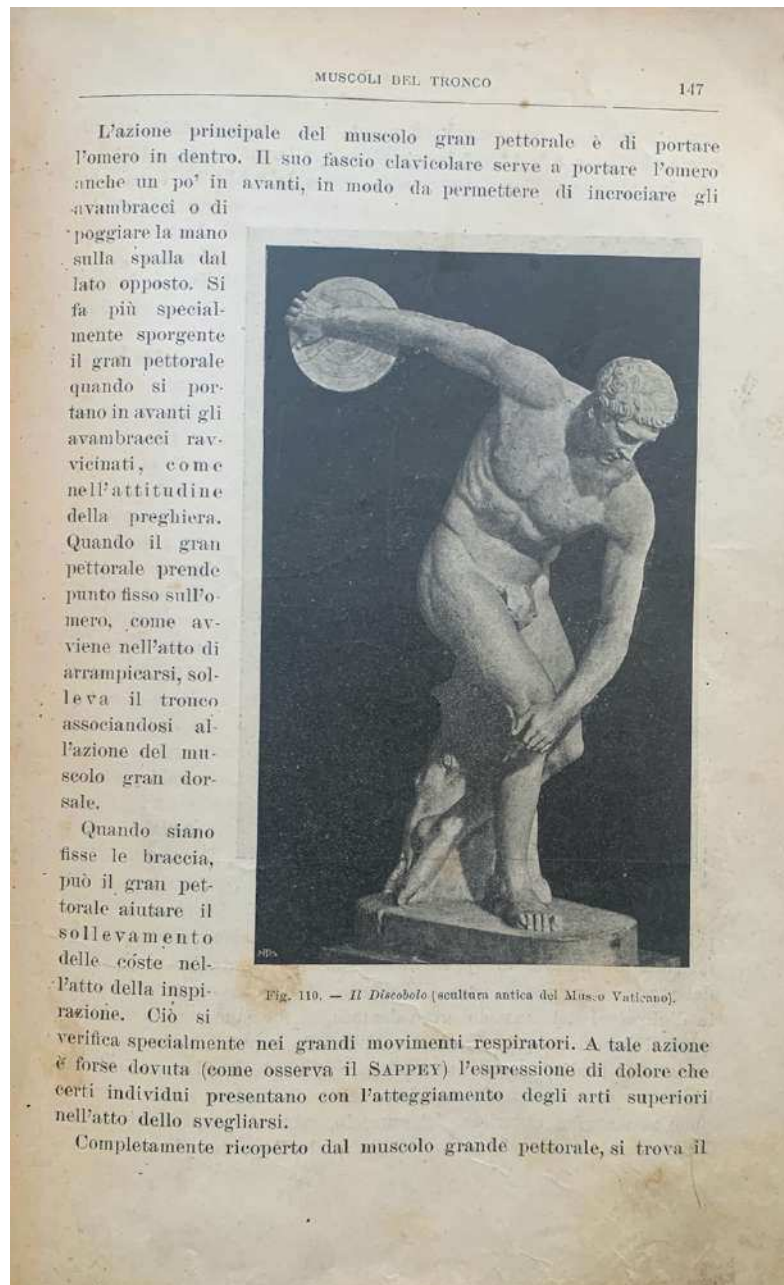 MUSCOLI DEL TRONCO
147
L'azione principale del muscolo gran pettorale è di portare
l'omero in dentro. Il suo fascio clavicolare serve a portare l'omero
anche un po' in avanti, in modo da permettere di incrociare gli
avambracci o di
poggiare la mano
sulla spalla dal
lato opposto. Si
fa più special-
mente sporgente
il gran pettorale
quando si por-
tano in avanti gli
avambracci rav-
vicinati, come
nell'attitudine
della preghiera.
Quando il gran
pettorale prende
punto fisso sull'o-
mero, come av-
viene nell'atto di
arrampicarsi, sol-
leva il tronco
associandosi al-
l'azione del mu-
scolo gran dor-
sale.
Quando siano
fisse le braccia,
può il gran pet-
torale aiutare il
sollevamento
delle cóste nel-
l'atto della inspi-
razione. Ciò si
Fig. 110. — Il Discobolo (scultura antica del Museo Vaticano).
verifica specialmente nei grandi movimenti respiratori. A tale azione
è forse dovuta (come osserva il SAPPEY) l'espressione di dolore che
certi individui presentano con l'atteggiamento degli arti superiori
nell'atto dello svegliarsi.
Completamente ricoperto dal muscolo grande pettorale, si trova il